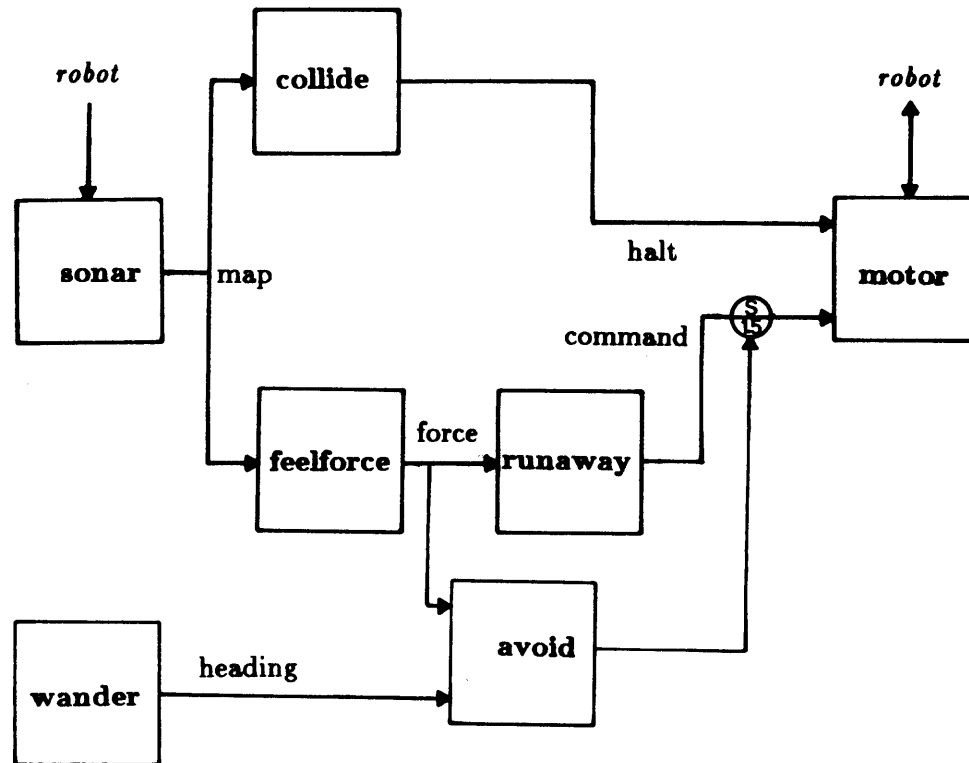 robot
collide
robot
sonar
map
halt
motor
S
15
command
force
feelforce
runaway
avoid
heading
wander